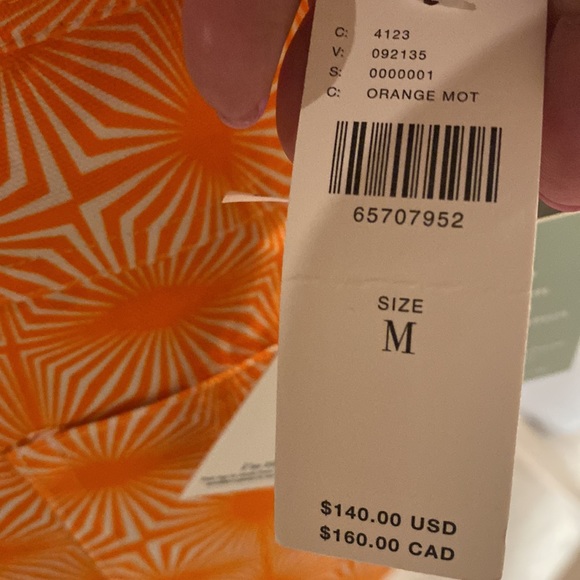 C: 4123
V: 092135
S: 0000001
C: ORANGE MOT
65707952
SIZE
M
$140.00 USD
$160.00 CAD